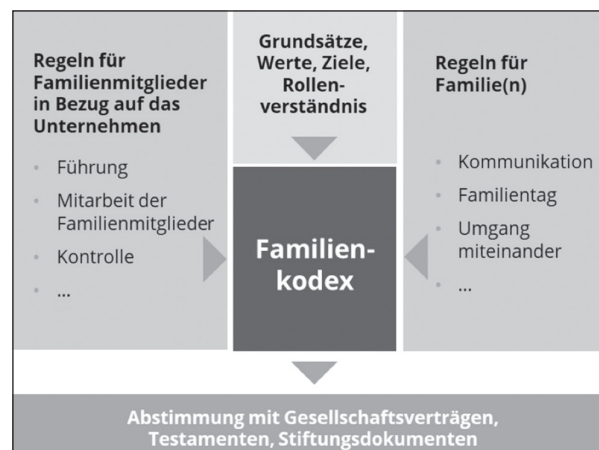 Regeln für
Familienmitglieder
in Bezug auf das
Unternehmen
• Führung
• Mitarbeit der
Familienmitglieder
• Kontrolle
• ...
Grundsätze,
Werte, Ziele,
Rollen-
verständnis
Familien-
kodex
Regeln für
Familie(n)
• Kommunikation
• Familientag
• Umgang
miteinander
• ...
Abstimmung mit Gesellschaftsverträgen,
Testamenten, Stiftungsdokumenten